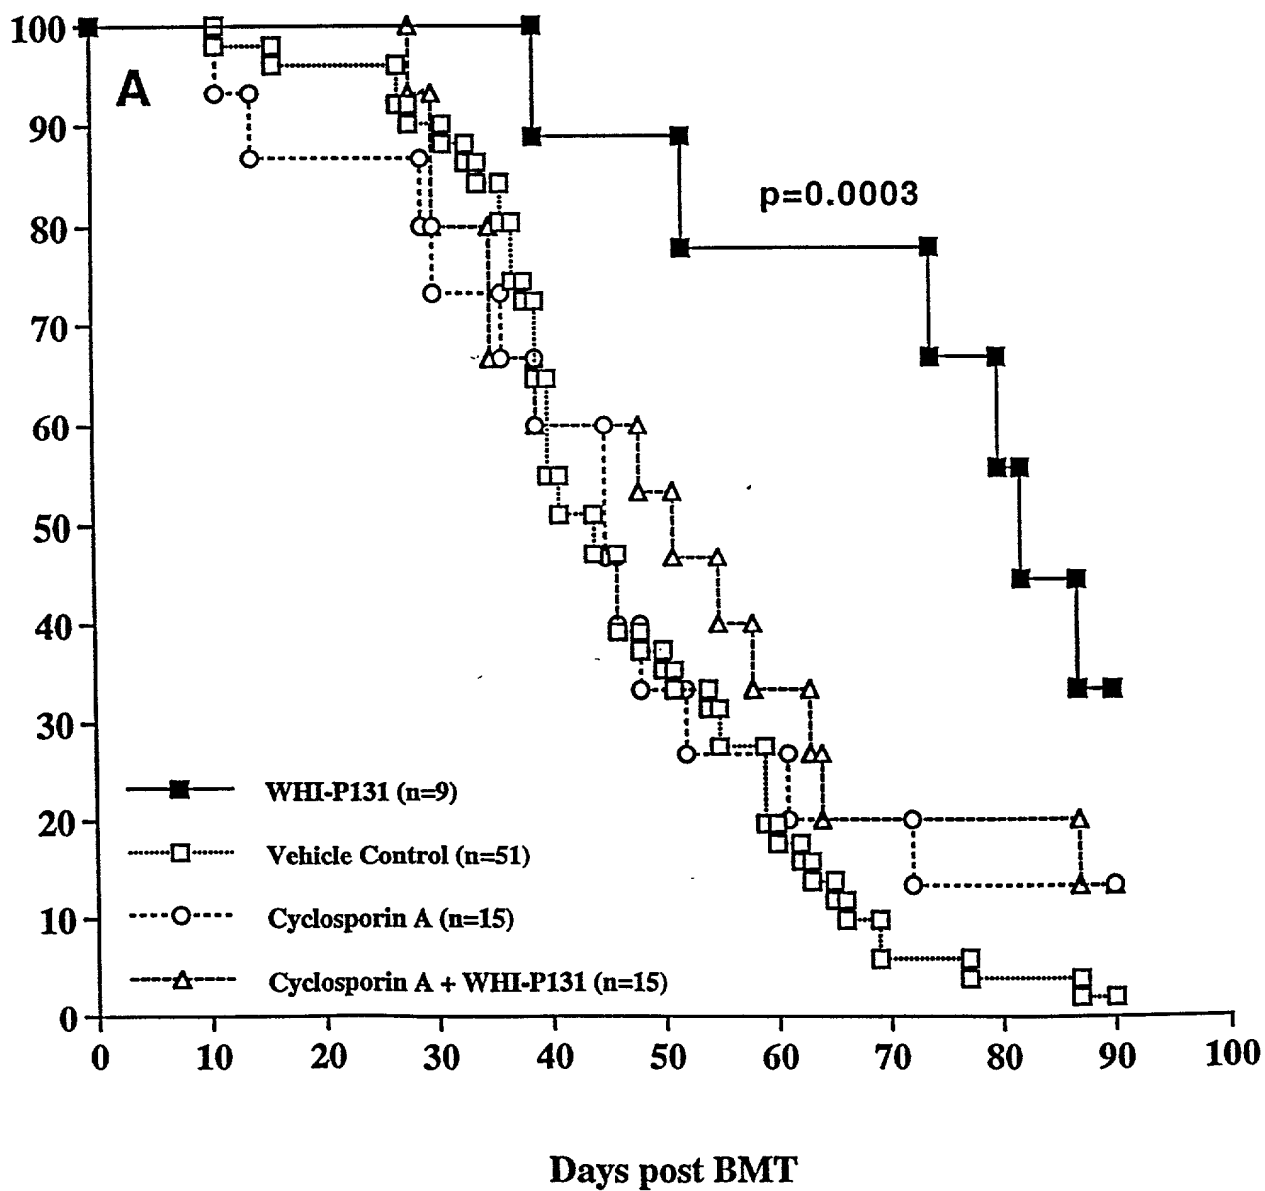 100
A
90
p=0.0003
80
70
60
50
40
30
WHI-P131 (n=9)
20
Vehicle Control (n=51)
10
Cyclosporin A (n=15)
Cyclosporin A + WHI-P131 (n=15)
0
0 10 20 30 40 50 60 70 80 90 100
Days post BMT